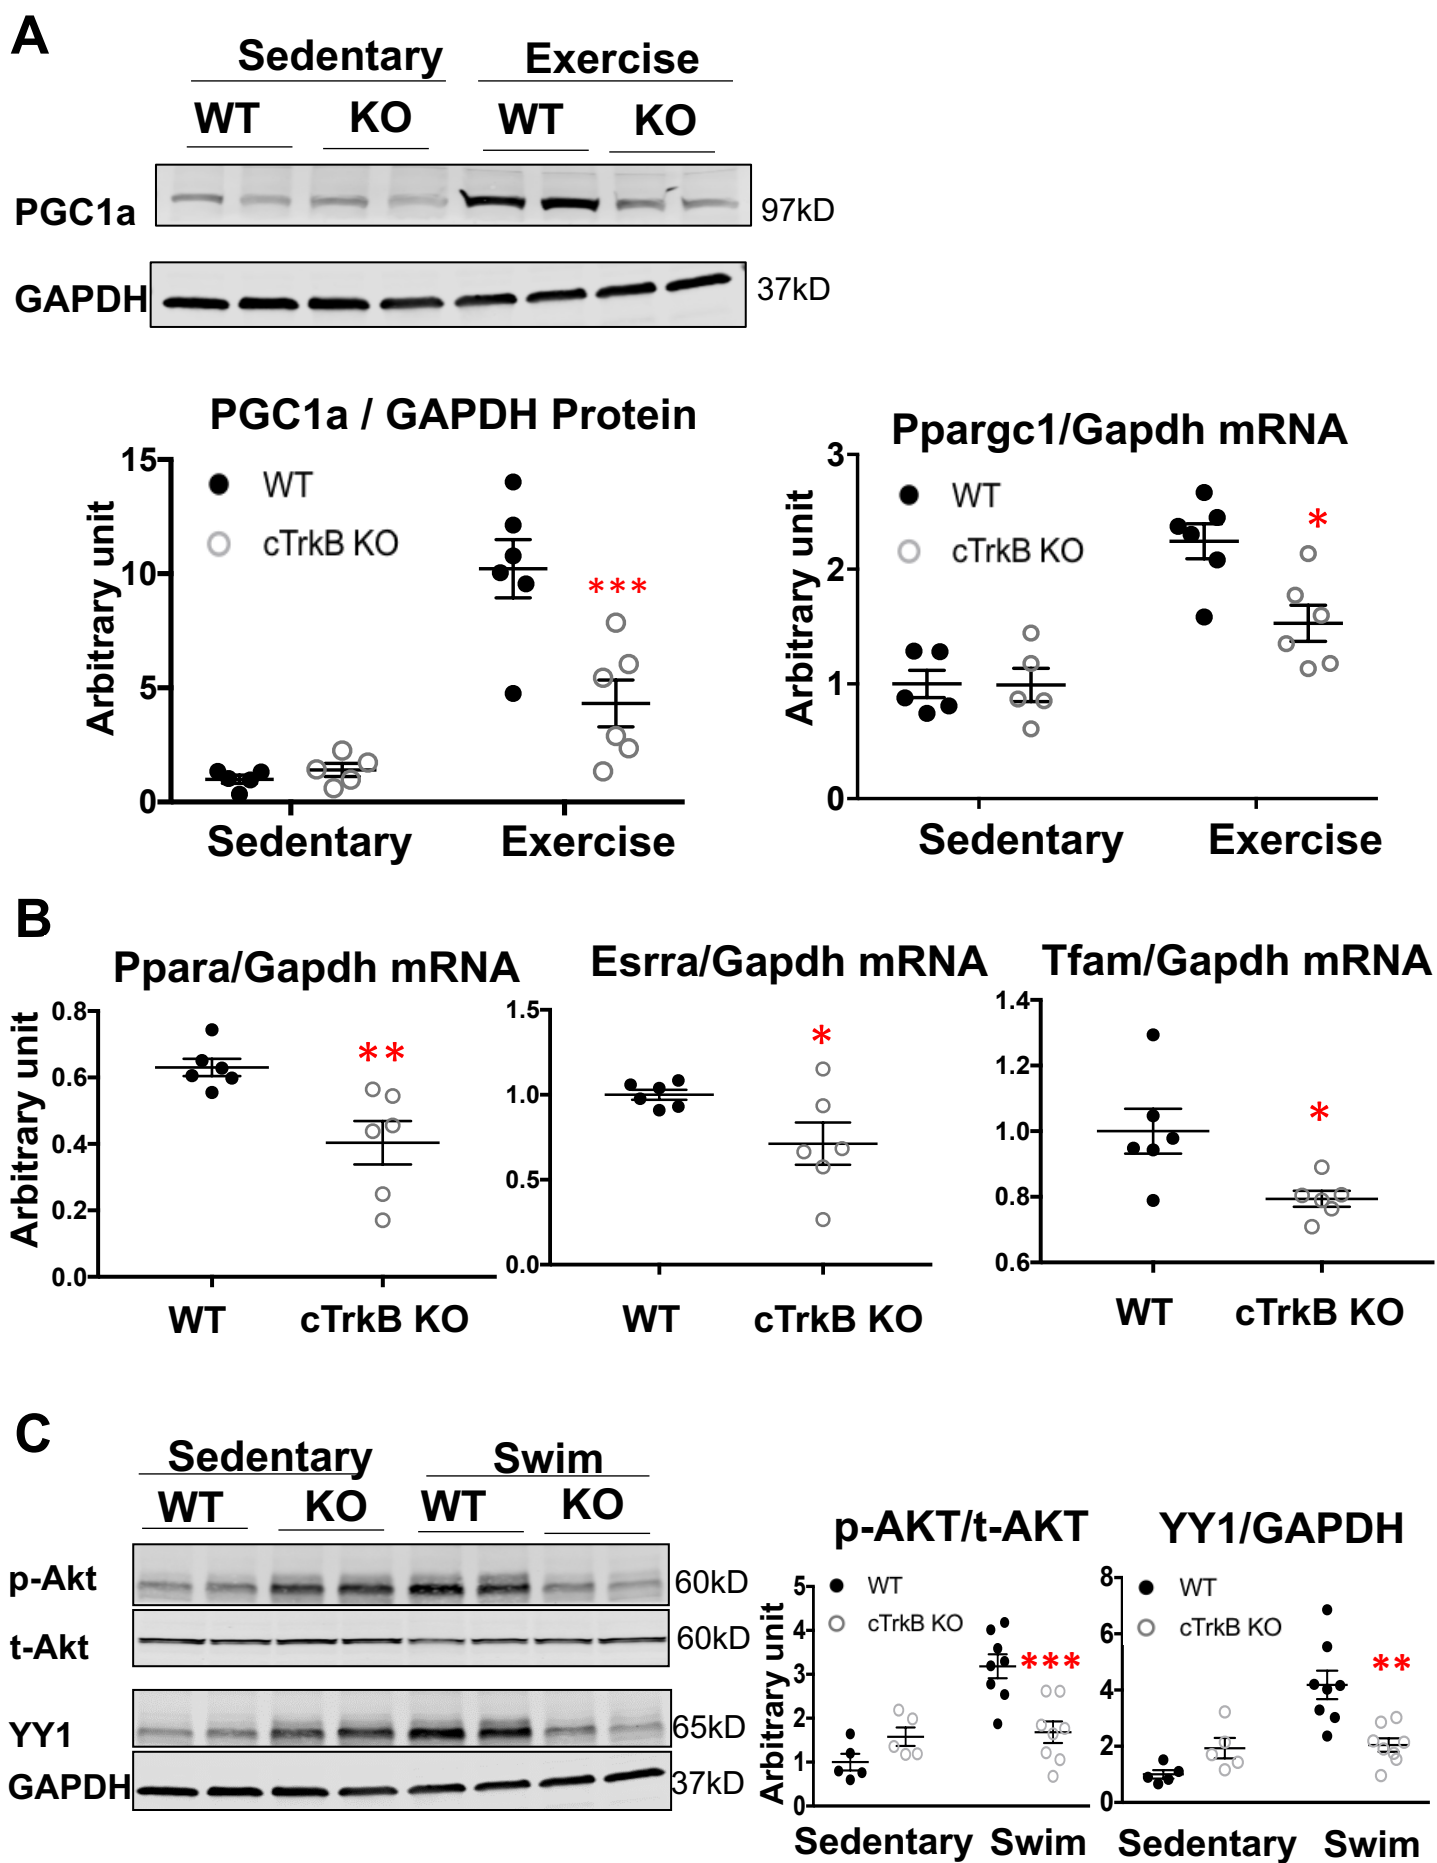 A
Sedentary Exercise
WT KO WT KO
PGC1a 97kD
GAPDH 37kD
PGC1a / GAPDH Protein
Arbitrary unit
15
10
5
0
WT
cTrkB KO
***
Sedentary Exercise
Ppargc1/Gapdh mRNA
Arbitrary unit
3
2
1
0
WT
cTrkB KO
*
Sedentary Exercise
B
Ppara/Gapdh mRNA
Arbitrary unit
0.8
0.6
0.4
0.2
0.0
**
WT cTrkB KO
Esrra/Gapdh mRNA
1.5
1.0
0.5
0.0
*
WT cTrkB KO
Tfam/Gapdh mRNA
1.4
1.2
1.0
0.8
0.6
*
WT cTrkB KO
C
Sedentary Swim
WT KO WT KO
p-Akt 60kD
t-Akt 60kD
YY1 65kD
GAPDH 37kD
p-AKT/t-AKT
Arbitrary unit
5
4
3
2
1
0
WT
cTrkB KO
***
Sedentary Swim
YY1/GAPDH
8
6
4
2
0
WT
cTrkB KO
**
Sedentary Swim